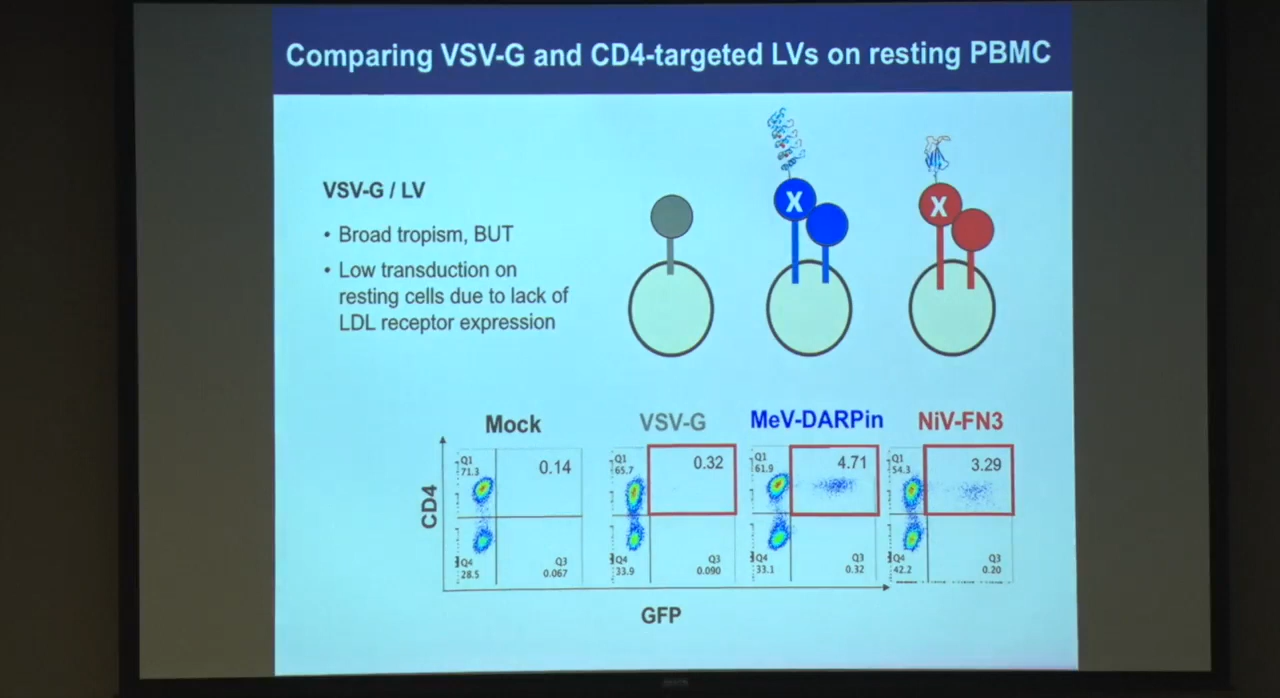 Comparing VSV-G and CD4-targeted LVs on resting PBMC
VSV-G / LV
• Broad tropism, BUT
• Low transduction on
resting cells due to lack of
LDL receptor expression
X
X
Mock
VSV-G
MeV-DARPin
NiV-FN3
CD4
Q1
71.3
0.14
Q4
28.5
Q3
0.067
Q1
65.7
0.32
Q4
33.9
Q3
0.090
Q1
61.9
4.71
Q4
33.1
Q3
0.32
Q1
54.3
3.29
Q4
42.2
Q3
0.20
GFP